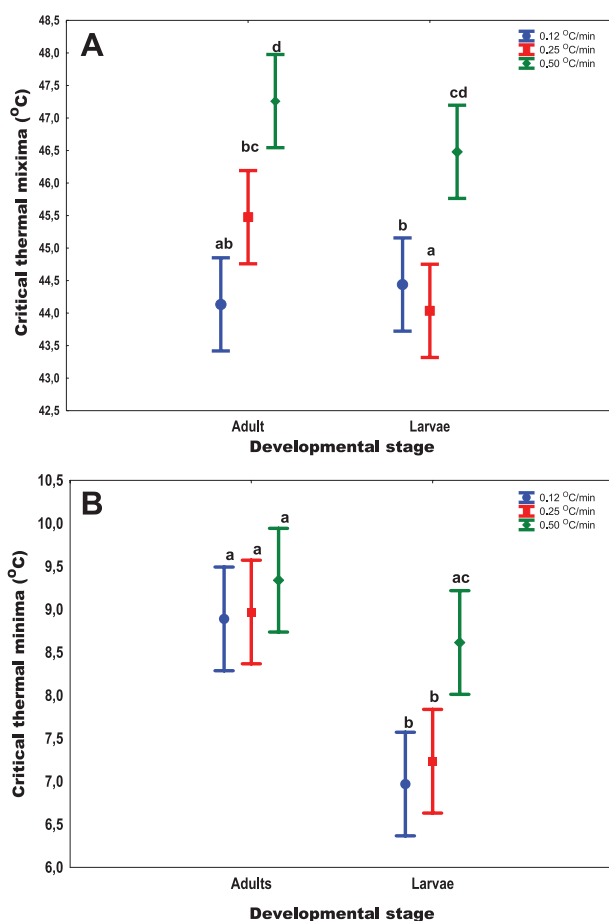 A
Critical thermal mixima (°C)
48,5
48,0
47,5
47,0
46,5
46,0
45,5
45,0
44,5
44,0
43,5
43,0
42,5
0.12 °C/min
0.25 °C/min
0.50 °C/min
ab
bc
d
b
a
cd
Adult
Larvae
Developmental stage
B
Critical thermal minima (°C)
10,5
10,0
9,5
9,0
8,5
8,0
7,5
7,0
6,5
6,0
0.12 °C/min
0.25 °C/min
0.50 °C/min
a
a
a
b
b
ac
Adults
Larvae
Developmental stage